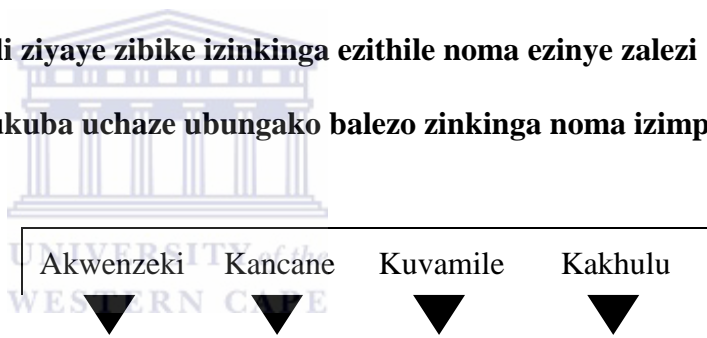 li ziyaye zibike izinkinga ezithile noma ezinye zalezi
ukuba uchaze ubungako balezo zinkinga noma izimp
Akwenzeki Kancane Kuvamile Kakhulu
UNIVERSITY of the
WESTERN CAPE